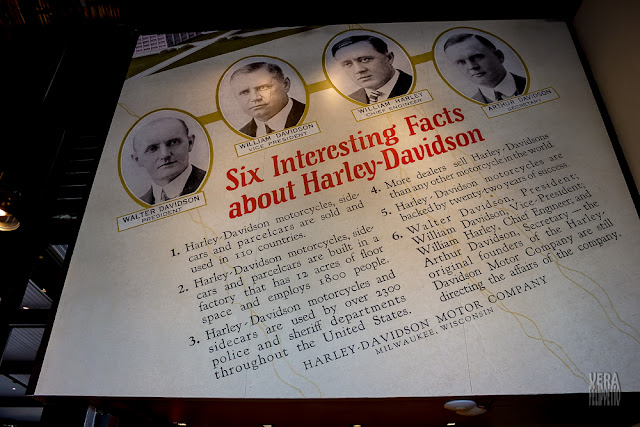 WALTER DAVIDSON
PRESIDENT
WILLIAM DAVIDSON
VICE PRESIDENT
WILLIAM HARLEY
CHIEF ENGINEER
ARTHUR DAVIDSON
SECRETARY
Six Interesting Facts
about Harley-Davidson
1. Harley-Davidson motorcycles, side-
cars and parcelcars are sold and
used in 110 countries.
2. Harley-Davidson motorcycles, side-
cars and parcelcars are built in a
factory that has 12 acres of floor
space and employs 1800 people.
3. Harley-Davidson motorcycles and
sidecars are used by over 2300
police and sheriff departments
throughout the United States.
4. More dealers sell Harley-Davidsons
than any other motorcycle in the world.
5. Harley-Davidson motorcycles are
backed by twenty-two years of success.
6. Walter Davidson, President;
William Davidson, Vice-President;
William Harley, Chief Engineer, and
Arthur Davidson, Secretary — the
original founders of the Harley-
Davidson Motor Company are still
directing the affairs of the company.
HARLEY-DAVIDSON MOTOR COMPANY
MILWAUKEE, WISCONSIN
VERA